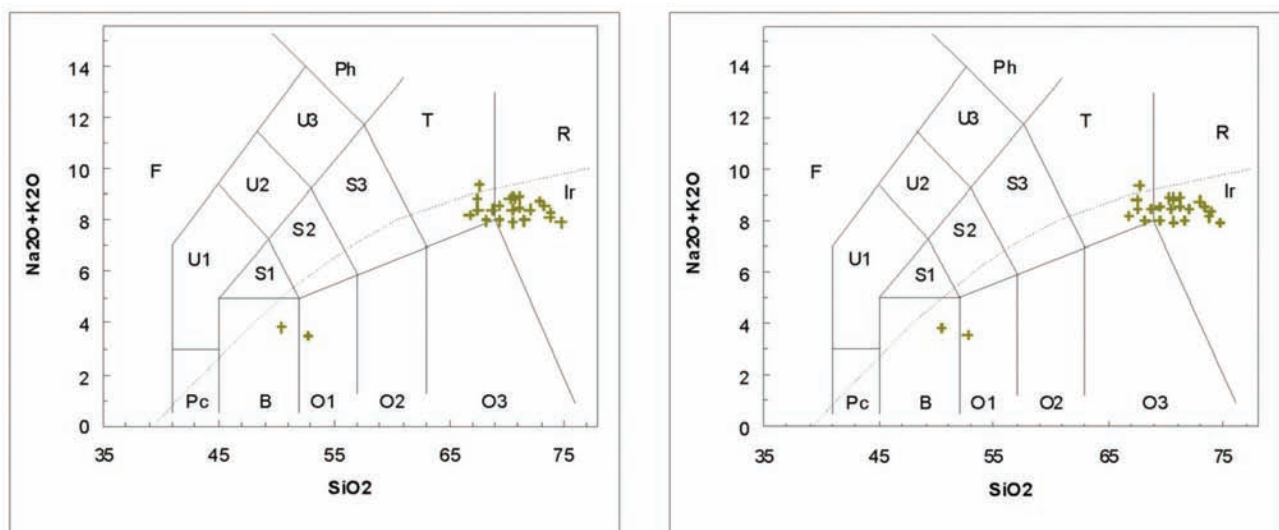 Na2O+K2O
14
12
10
8
6
4
2
0
Ph
U3
T
R
F
U2
S3
Ir
S2
U1
S1
Pc
B
O1
O2
O3
35
45
55
65
75
SiO2
Na2O+K2O
14
12
10
8
6
4
2
0
Ph
U3
T
R
F
U2
S3
Ir
S2
U1
S1
Pc
B
O1
O2
O3
35
45
55
65
75
SiO2